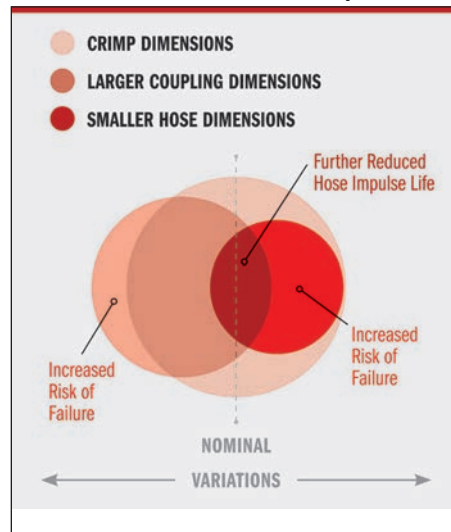 CRIMP DIMENSIONS
LARGER COUPLING DIMENSIONS
SMALLER HOSE DIMENSIONS
Further Reduced
Hose Impulse Life
Increased
Risk of
Failure
Increased
Risk of
Failure
NOMINAL
VARIATIONS